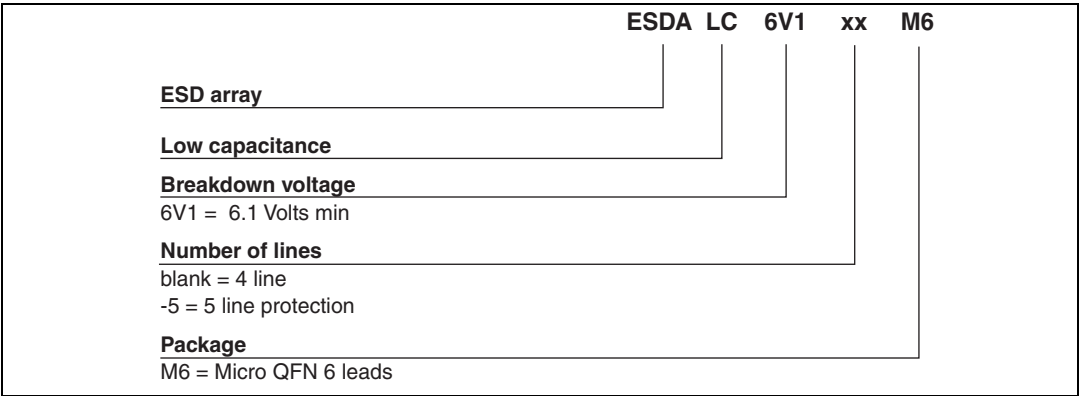 ESDA LC 6V1 xx M6
ESD array
Low capacitance
Breakdown voltage
6V1 = 6.1 Volts min
Number of lines
blank = 4 line
-5 = 5 line protection
Package
M6 = Micro QFN 6 leads